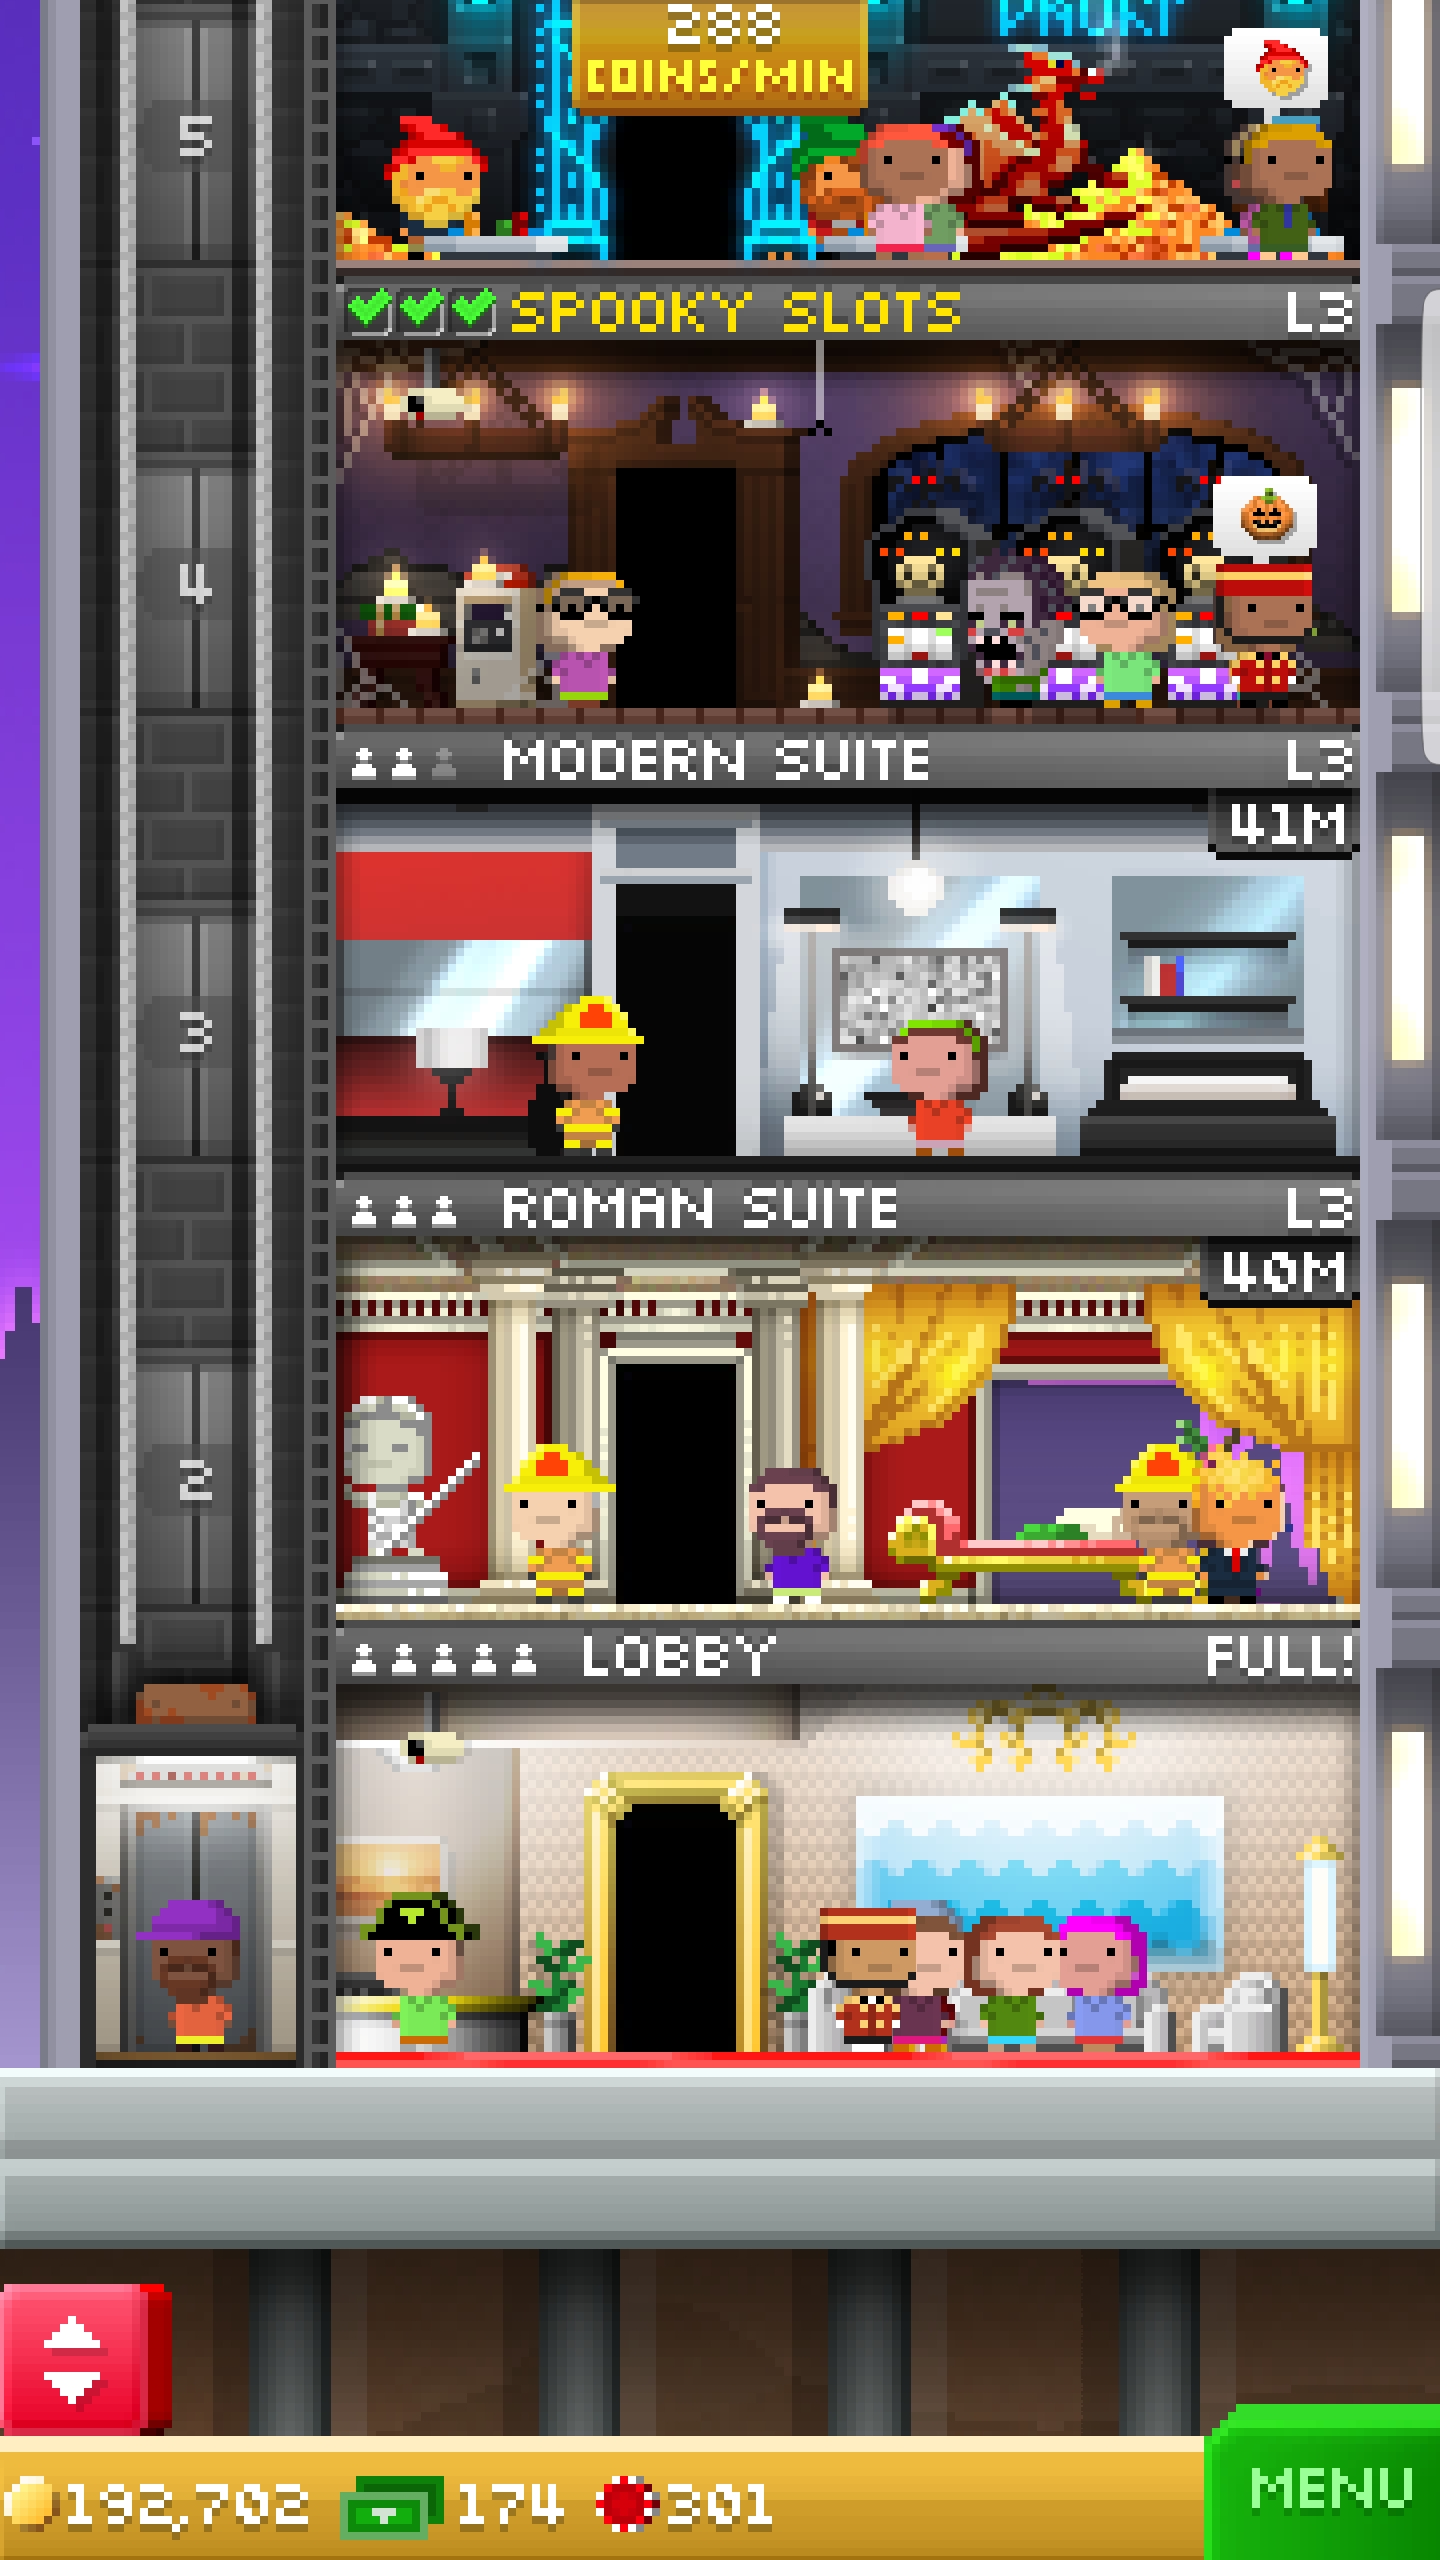 288
COINS/MIN
5
SPOOKY SLOTS L3
4
MODERN SUITE L3
41M
3
ROMAN SUITE L3
40M
2
LOBBY FULL!
192,702 174 301
MENU